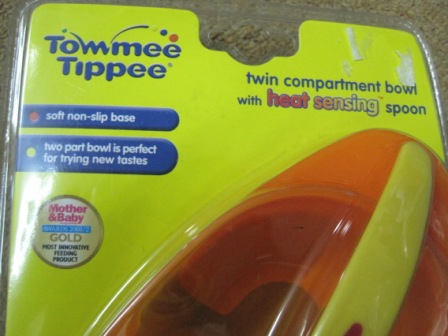 Tommee
Tippee®
twin compartment bowl
with heat sensing™ spoon
soft non-slip base
two part bowl is perfect
for trying new tastes
Mother
&Baby
GOLD
MOST INNOVATIVE
FEEDING
PRODUCT